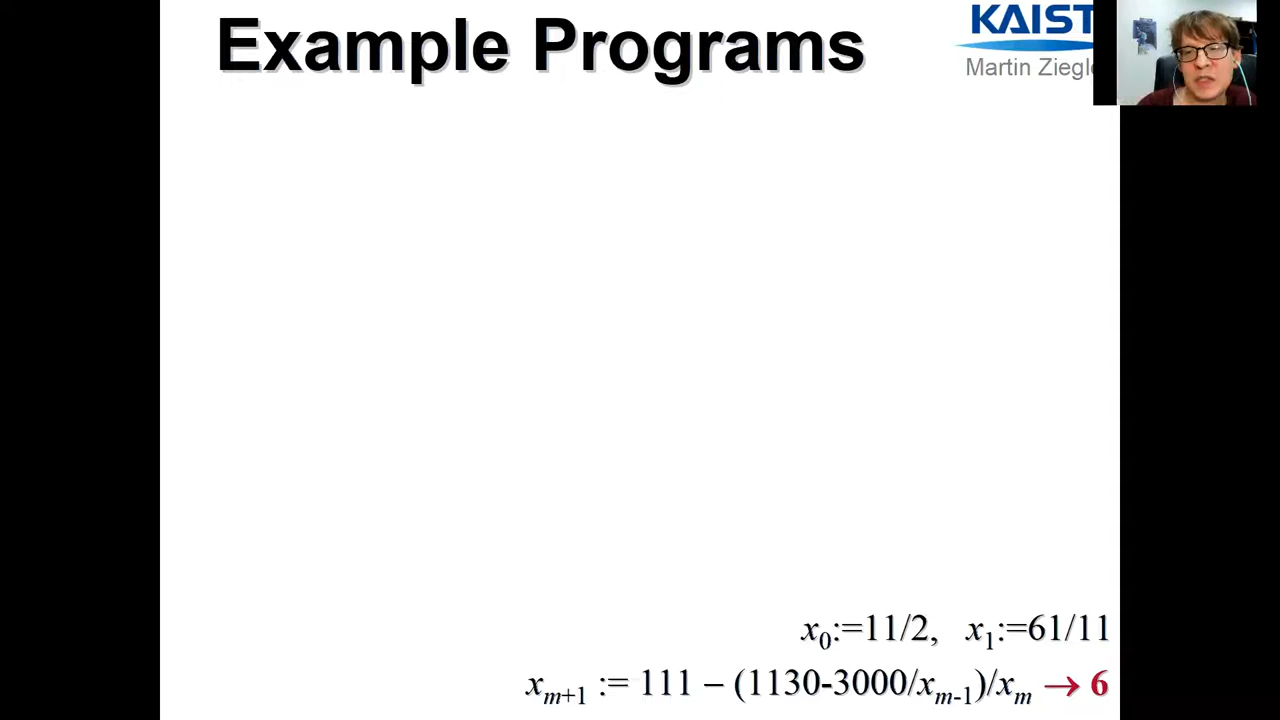 Example Programs
KAIST
Martin Ziegl
x0:=11/2, x1:=61/11
xm+1 := 111 – (1130-3000/xm-1)/xm → 6